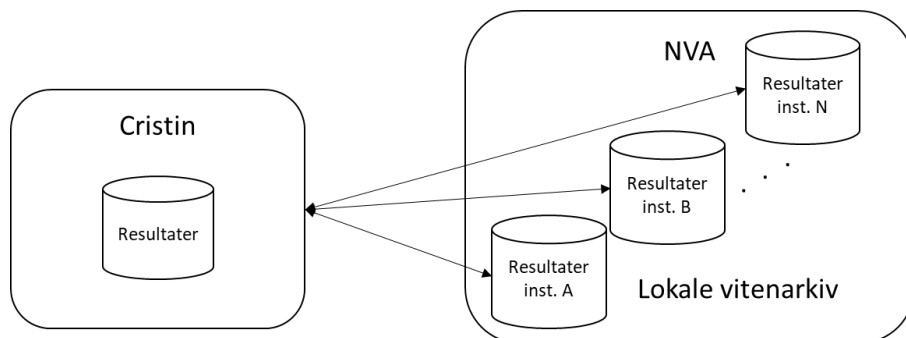 Cristin
Resultater
NVA
Resultater
inst. N
Resultater
inst. B
. . .
Resultater
inst. A
Lokale vitenarkiv